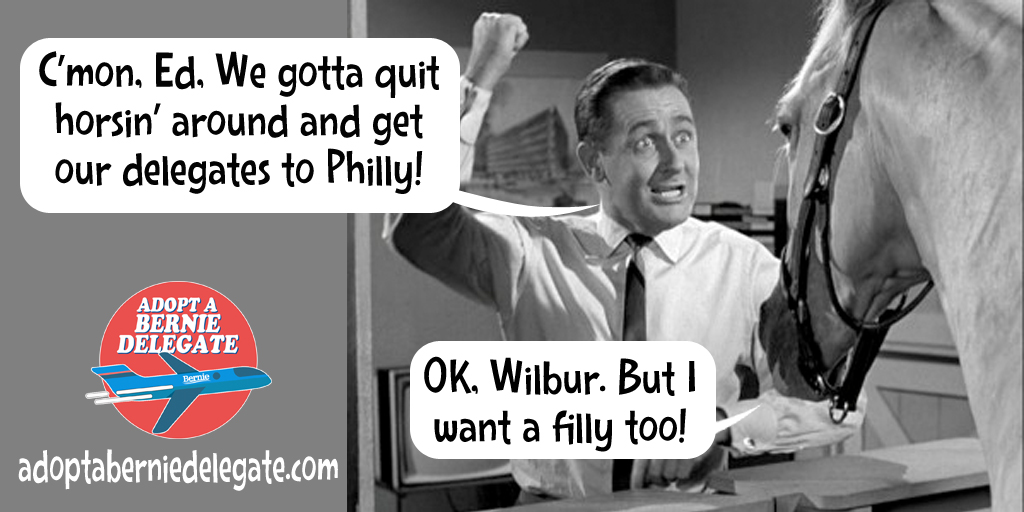 C'mon, Ed, We gotta quit
horsin' around and get
our delegates to Philly!
ADOPT A
BERNIE
DELEGATE
Bernie
adoptaberniedelegate.com
OK, Wilbur. But I
want a filly too!